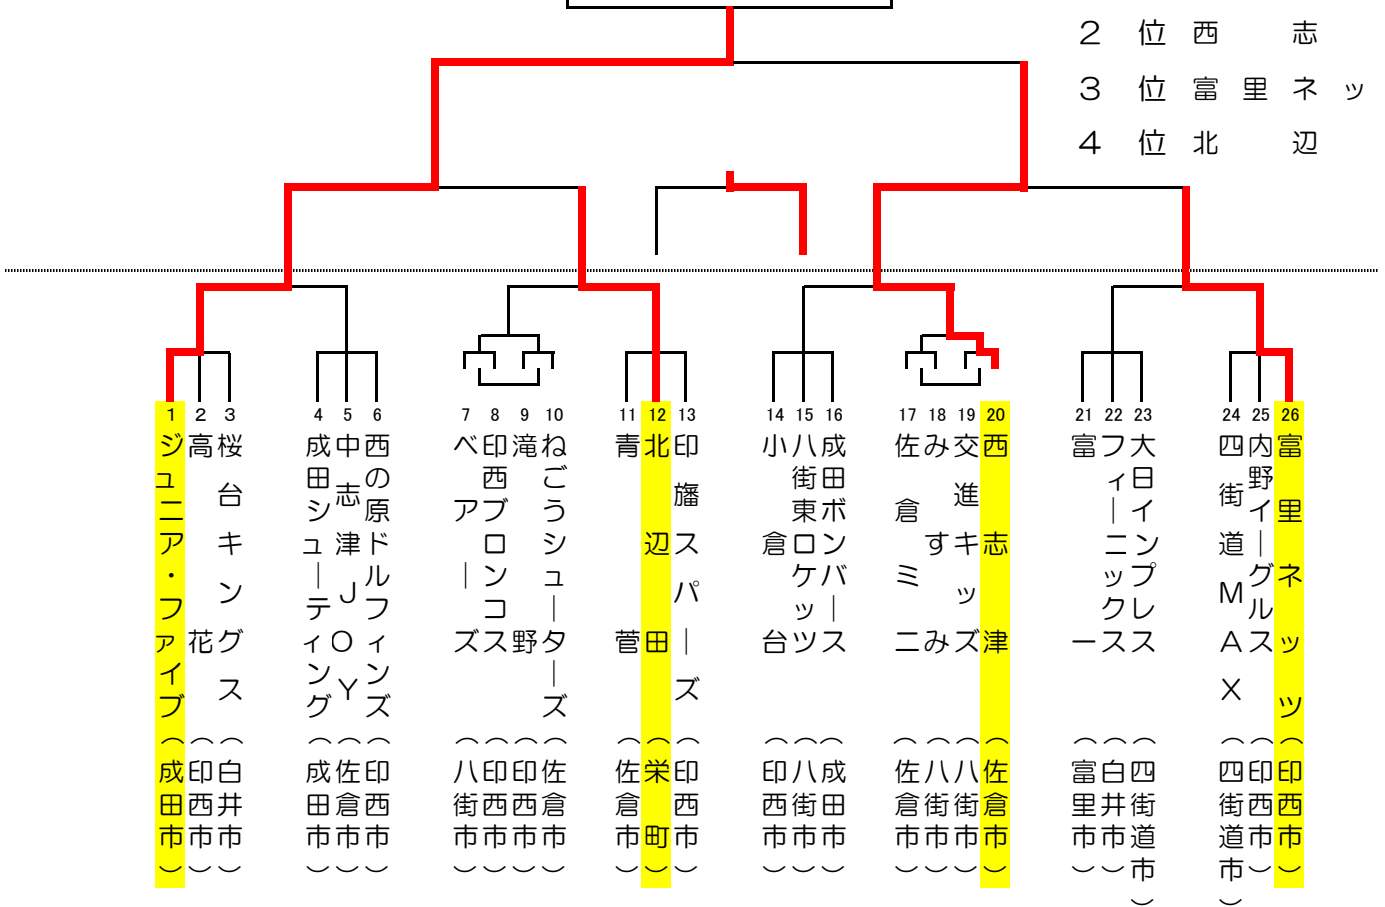 2 位 西 志
3 位 富 里 ネ ッ
4 位 北 辺
1 ジュニア・ファイブ (成田市)
2 高花 (印西市)
3 桜台キングス (白井市)
4 成田シューティング (成田市)
5 中志津JOY (佐倉市)
6 西の原ドルフィンズ (印西市)
7 ベアーズ (八街市)
8 印西ブロンコス (印西市)
9 滝野 (印西市)
10 ねごうシューターズ (佐倉市)
11 青菅 (佐倉市)
12 北辺田 (栄町)
13 印旛スパーズ (印西市)
14 小倉台 (印西市)
15 八街東ロケッツ (八街市)
16 成田ボンバース (成田市)
17 佐倉ミニ (佐倉市)
18 みすみ (八街市)
19 交進キッズ (八街市)
20 西志津 (佐倉市)
21 富一 (富里市)
22 フィーニックス (白井市)
23 大日インプレス (四街道市)
24 四街道MAX (四街道市)
25 内野イーグルス (印西市)
26 富里ネッツ (印西市)